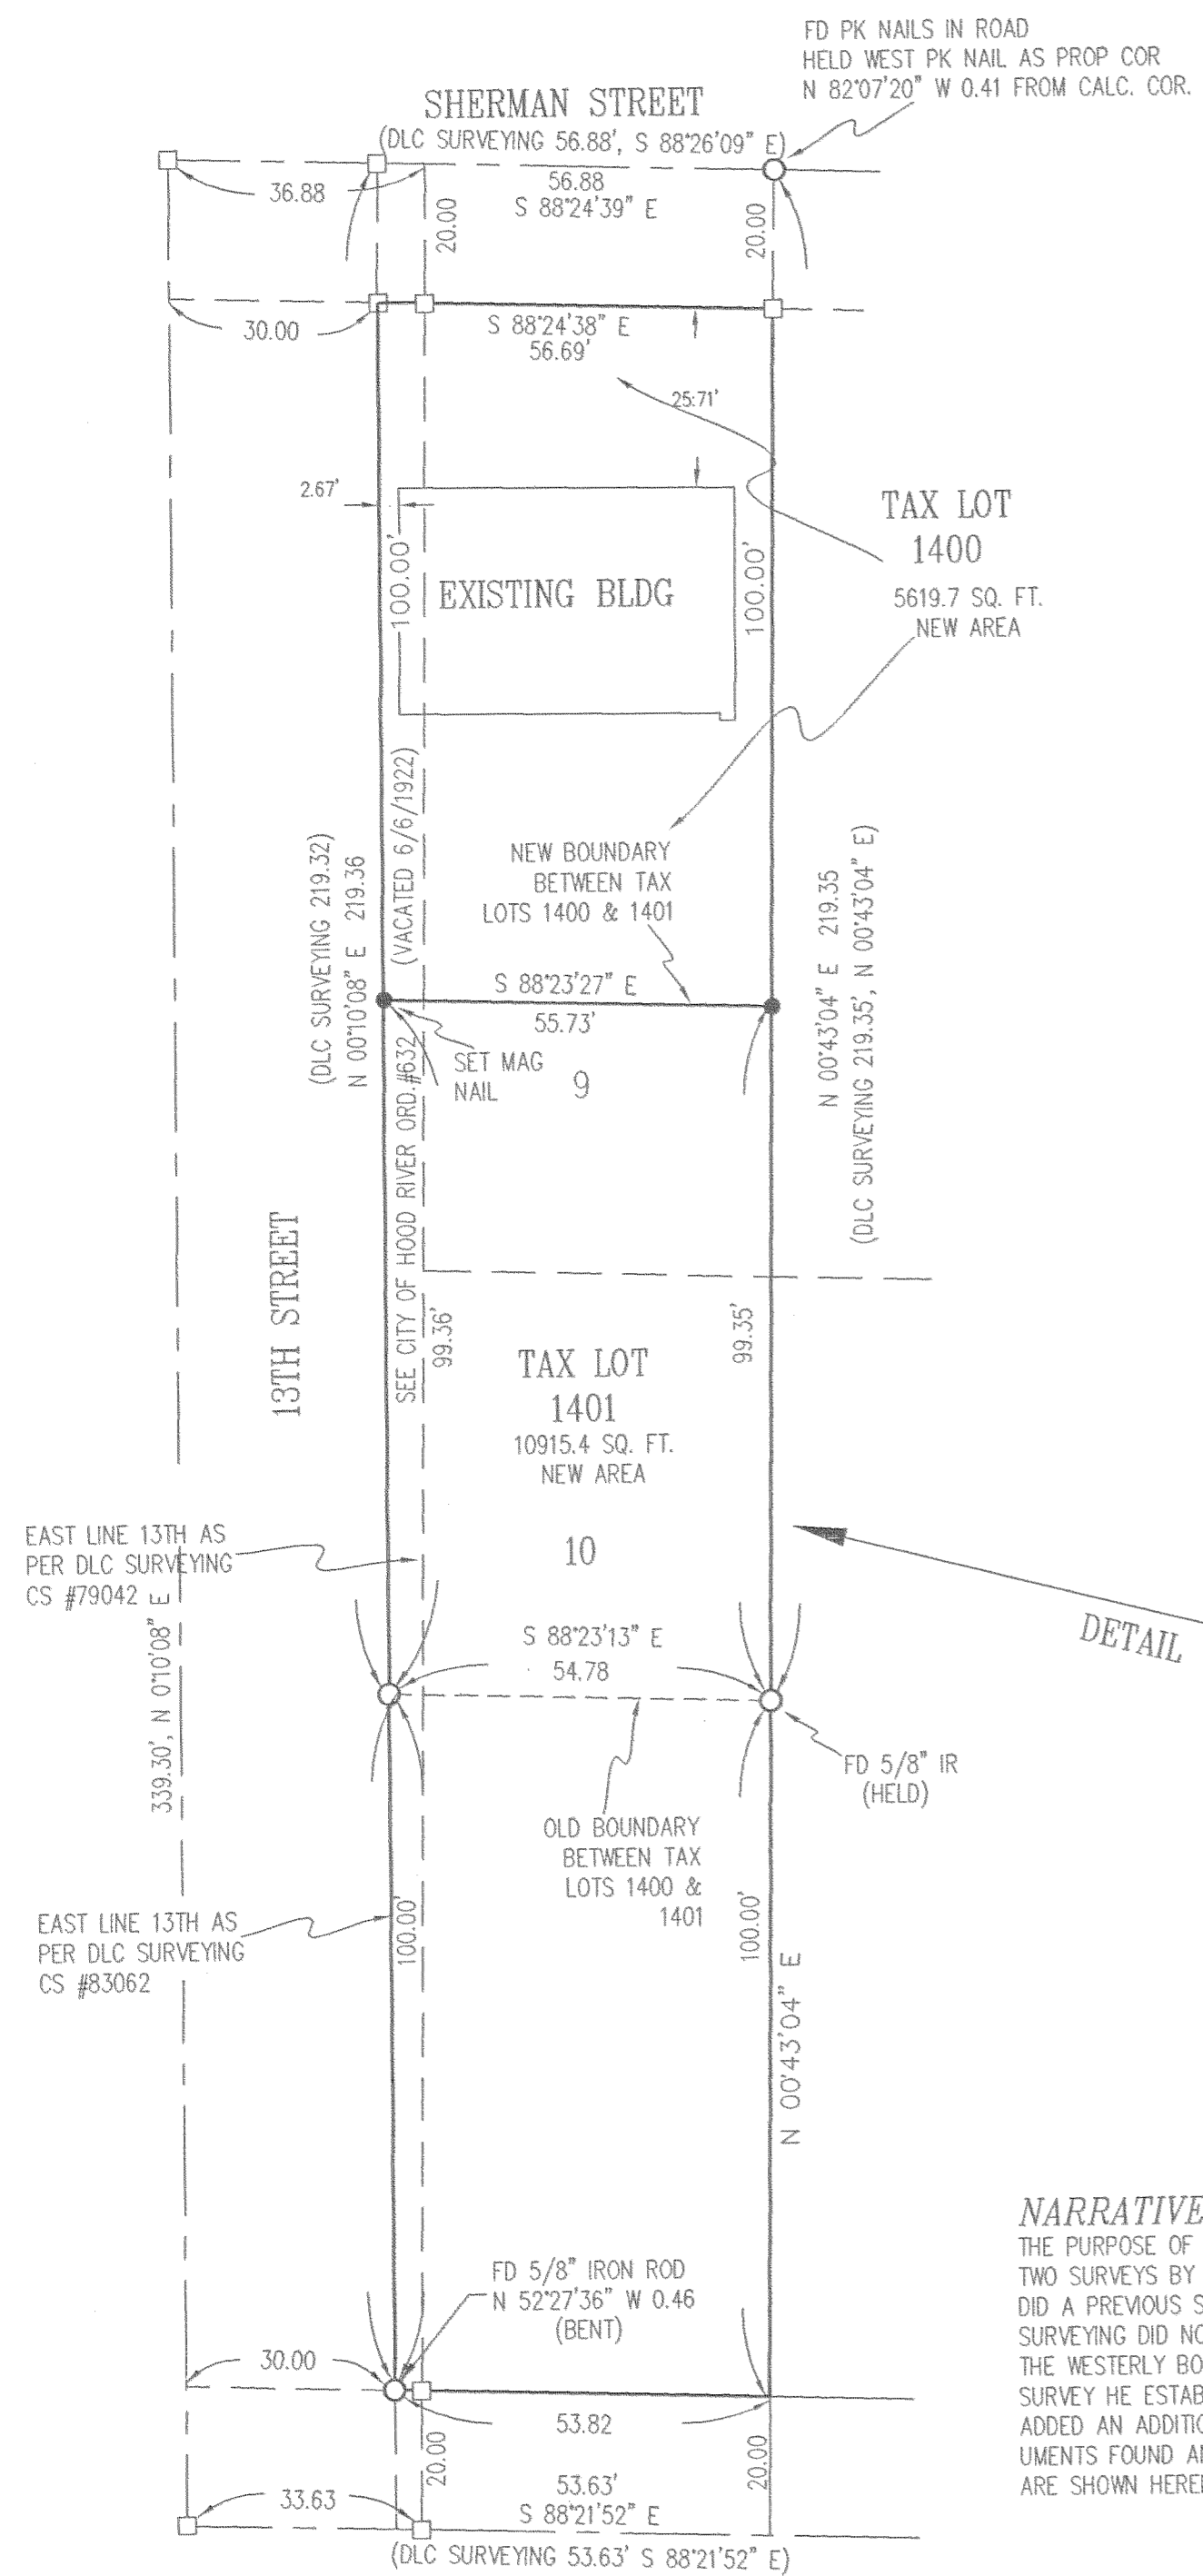 FD PK NAILS IN ROAD
HELD WEST PK NAIL AS PROP COR
N 82°07'20" W 0.41 FROM CALC. COR.
SHERMAN STREET
(DLC SURVEYING 56.88', S 88°26'09" E)
36.88
56.88
S 88°24'39" E
20.00
20.00
30.00
S 88°24'38" E
56.69'
25.71'
2.67'
TAX LOT
1400
5619.7 SQ. FT.
NEW AREA
100.00'
EXISTING BLDG
100.00'
(DLC SURVEYING 219.32)
N 00°10'08" E 219.36
(VACATED 6/6/1922)
SEE CITY OF HOOD RIVER ORD.#632
NEW BOUNDARY
BETWEEN TAX
LOTS 1400 & 1401
N 00°43'04" E 219.35
(DLC SURVEYING 219.35', N 00°43'04" E)
S 88°23'27" E
55.73'
SET MAG
NAIL
9
13TH STREET
99.36'
99.35'
TAX LOT
1401
10915.4 SQ. FT.
NEW AREA
10
EAST LINE 13TH AS
PER DLC SURVEYING
CS #79042
339.30', N 0°10'08" E
DETAIL
S 88°23'13" E
54.78
FD 5/8" IR
(HELD)
OLD BOUNDARY
BETWEEN TAX
LOTS 1400 &
1401
EAST LINE 13TH AS
PER DLC SURVEYING
CS #83062
100.00'
100.00'
N 00°43'04" E
FD 5/8" IRON ROD
N 52°27'36" W 0.46
(BENT)
30.00
53.82
20.00
20.00
33.63
53.63'
S 88°21'52" E
(DLC SURVEYING 53.63' S 88°21'52" E)
NARRATIVE
THE PURPOSE OF
TWO SURVEYS BY
DID A PREVIOUS S
SURVEYING DID NO
THE WESTERLY BO
SURVEY HE ESTAB
ADDED AN ADDITIO
UMENTS FOUND A
ARE SHOWN HERE